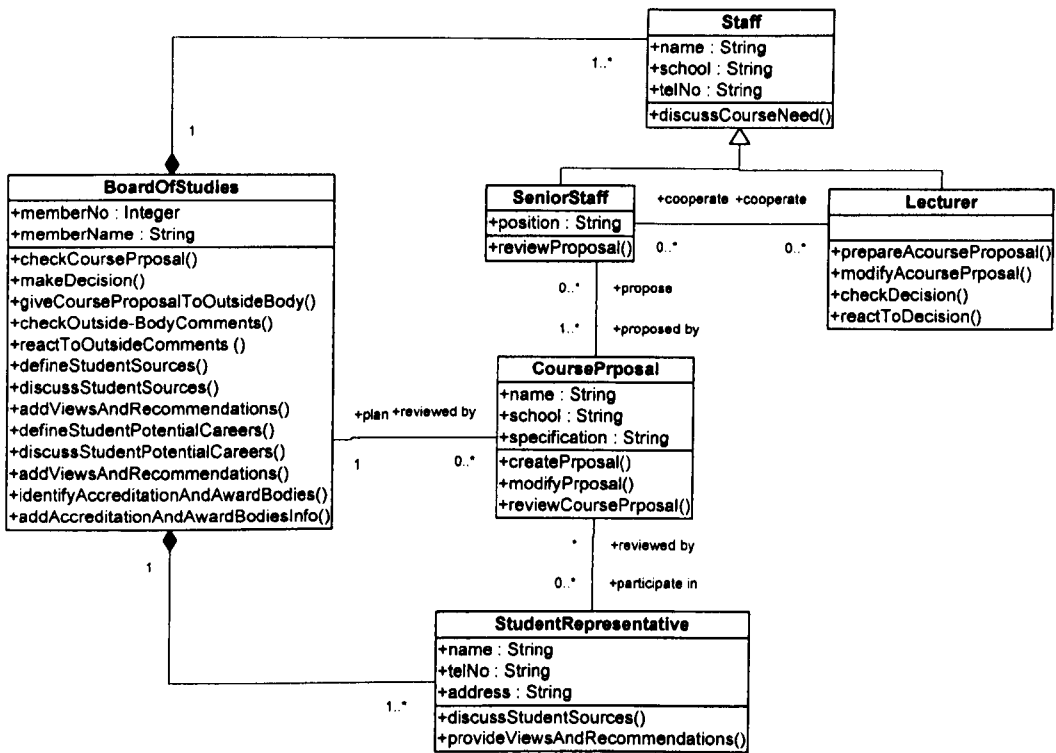 Staff
+name : String
+school : String
+telNo : String
+discussCourseNeed()
1..*
1
BoardOfStudies
+memberNo : Integer
+memberName : String
+checkCoursePrposal()
+makeDecision()
+giveCourseProposalToOutsideBody()
+checkOutside-BodyComments()
+reactToOutsideComments ()
+defineStudentSources()
+discussStudentSources()
+addViewsAndRecommendations()
+defineStudentPotentialCareers()
+discussStudentPotentialCareers()
+addViewsAndRecommendations()
+identifyAccreditationAndAwardBodies()
+addAccreditationAndAwardBodiesInfo()
SeniorStaff
+position : String
+reviewProposal()
+cooperate +cooperate
0..* 0..*
Lecturer
+prepareAcourseProposal()
+modifyAcoursePrposal()
+checkDecision()
+reactToDecision()
0..* +propose
1..* +proposed by
CoursePrposal
+name : String
+school : String
+specification : String
+createPrposal()
+modifyPrposal()
+reviewCoursePrposal()
+plan +reviewed by
1 0..*
* +reviewed by
0..* +participate in
1
1..*
StudentRepresentative
+name : String
+telNo : String
+address : String
+discussStudentSources()
+provideViewsAndRecommendations()